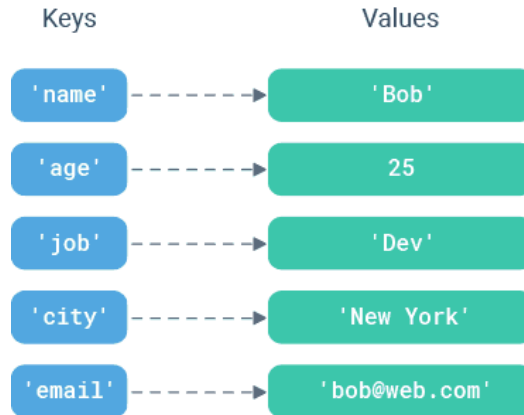 Keys Values
'name' 'Bob'
'age' 25
'job' 'Dev'
'city' 'New York'
'email' 'bob@web.com'